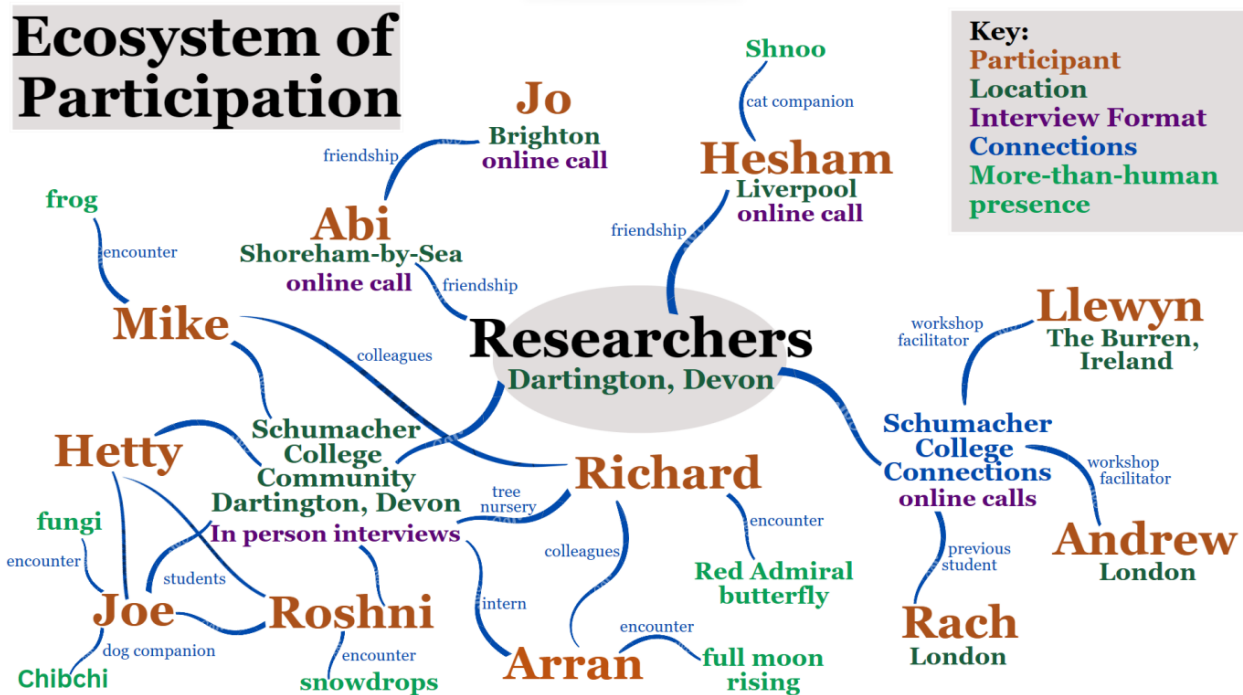 Ecosystem of
Participation
Key:
Participant
Location
Interview Format
Connections
More-than-human
presence
Shnoo
cat companion
Hesham
Liverpool
online call
friendship
Jo
Brighton
online call
friendship
Abi
Shoreham-by-Sea
online call
friendship
frog
encounter
Mike
colleagues
Researchers
Dartington, Devon
Llewyn
The Burren,
Ireland
workshop
facilitator
Schumacher
College
Connections
online calls
workshop
facilitator
Andrew
London
previous
student
Rach
London
Hetty
Schumacher
College
Community
Dartington, Devon
In person interviews
tree
nursery
Richard
encounter
Red Admiral
butterfly
colleagues
fungi
encounter
students
Joe
dog companion
Chibchi
Roshni
encounter
snowdrops
intern
Arran
encounter
full moon
rising